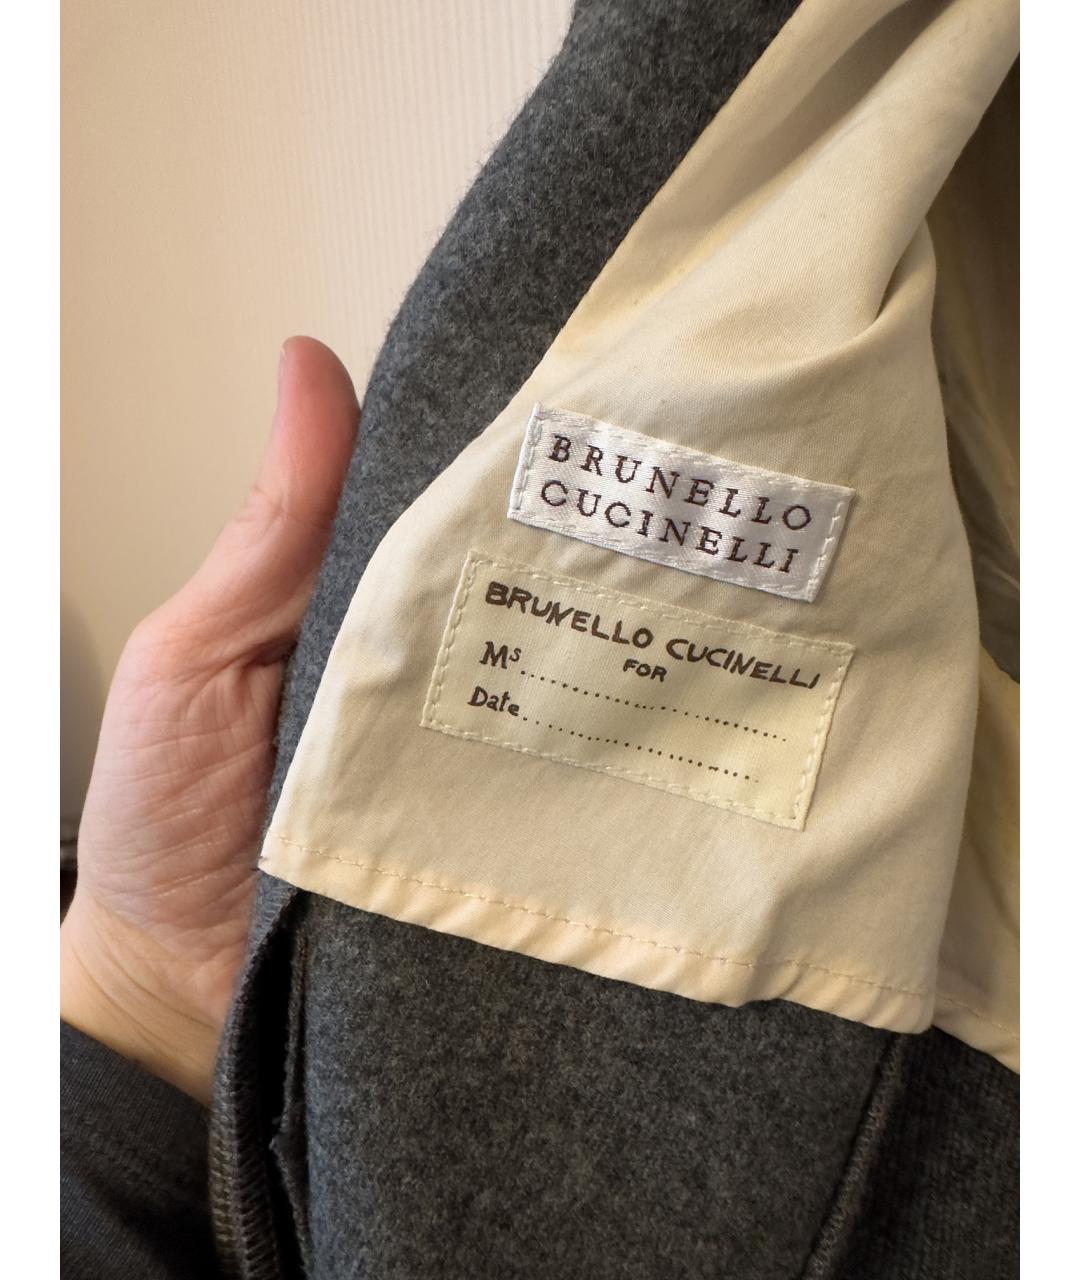 BRUNELLO
CUCINELLI
BRUNELLO CUCINELLI
FOR
Ms....................................
Date..............................